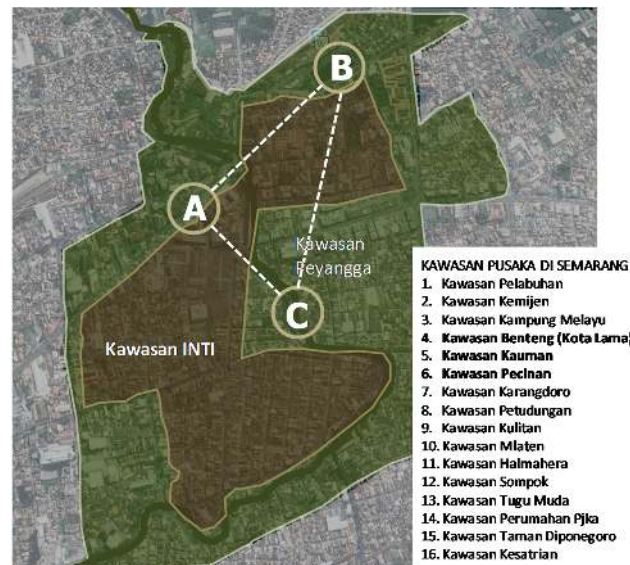 B
A
Kawasan
Peyangga
C
Kawasan INTI
KAWASAN PUSAKA DI SEMARANG
1. Kawasan Pelabuhan
2. Kawasan Kemijen
3. Kawasan Kampung Melayu
4. Kawasan Benteng (Kota Lama)
5. Kawasan Kauman
6. Kawasan Pecinan
7. Kawasan Karangdoro
8. Kawasan Petudungan
9. Kawasan Kulitan
10. Kawasan Mlaten
11. Kawasan Halmahera
12. Kawasan Sompok
13. Kawasan Tugu Muda
14. Kawasan Perumahan Pjka
15. Kawasan Taman Diponegoro
16. Kawasan Kesatrian